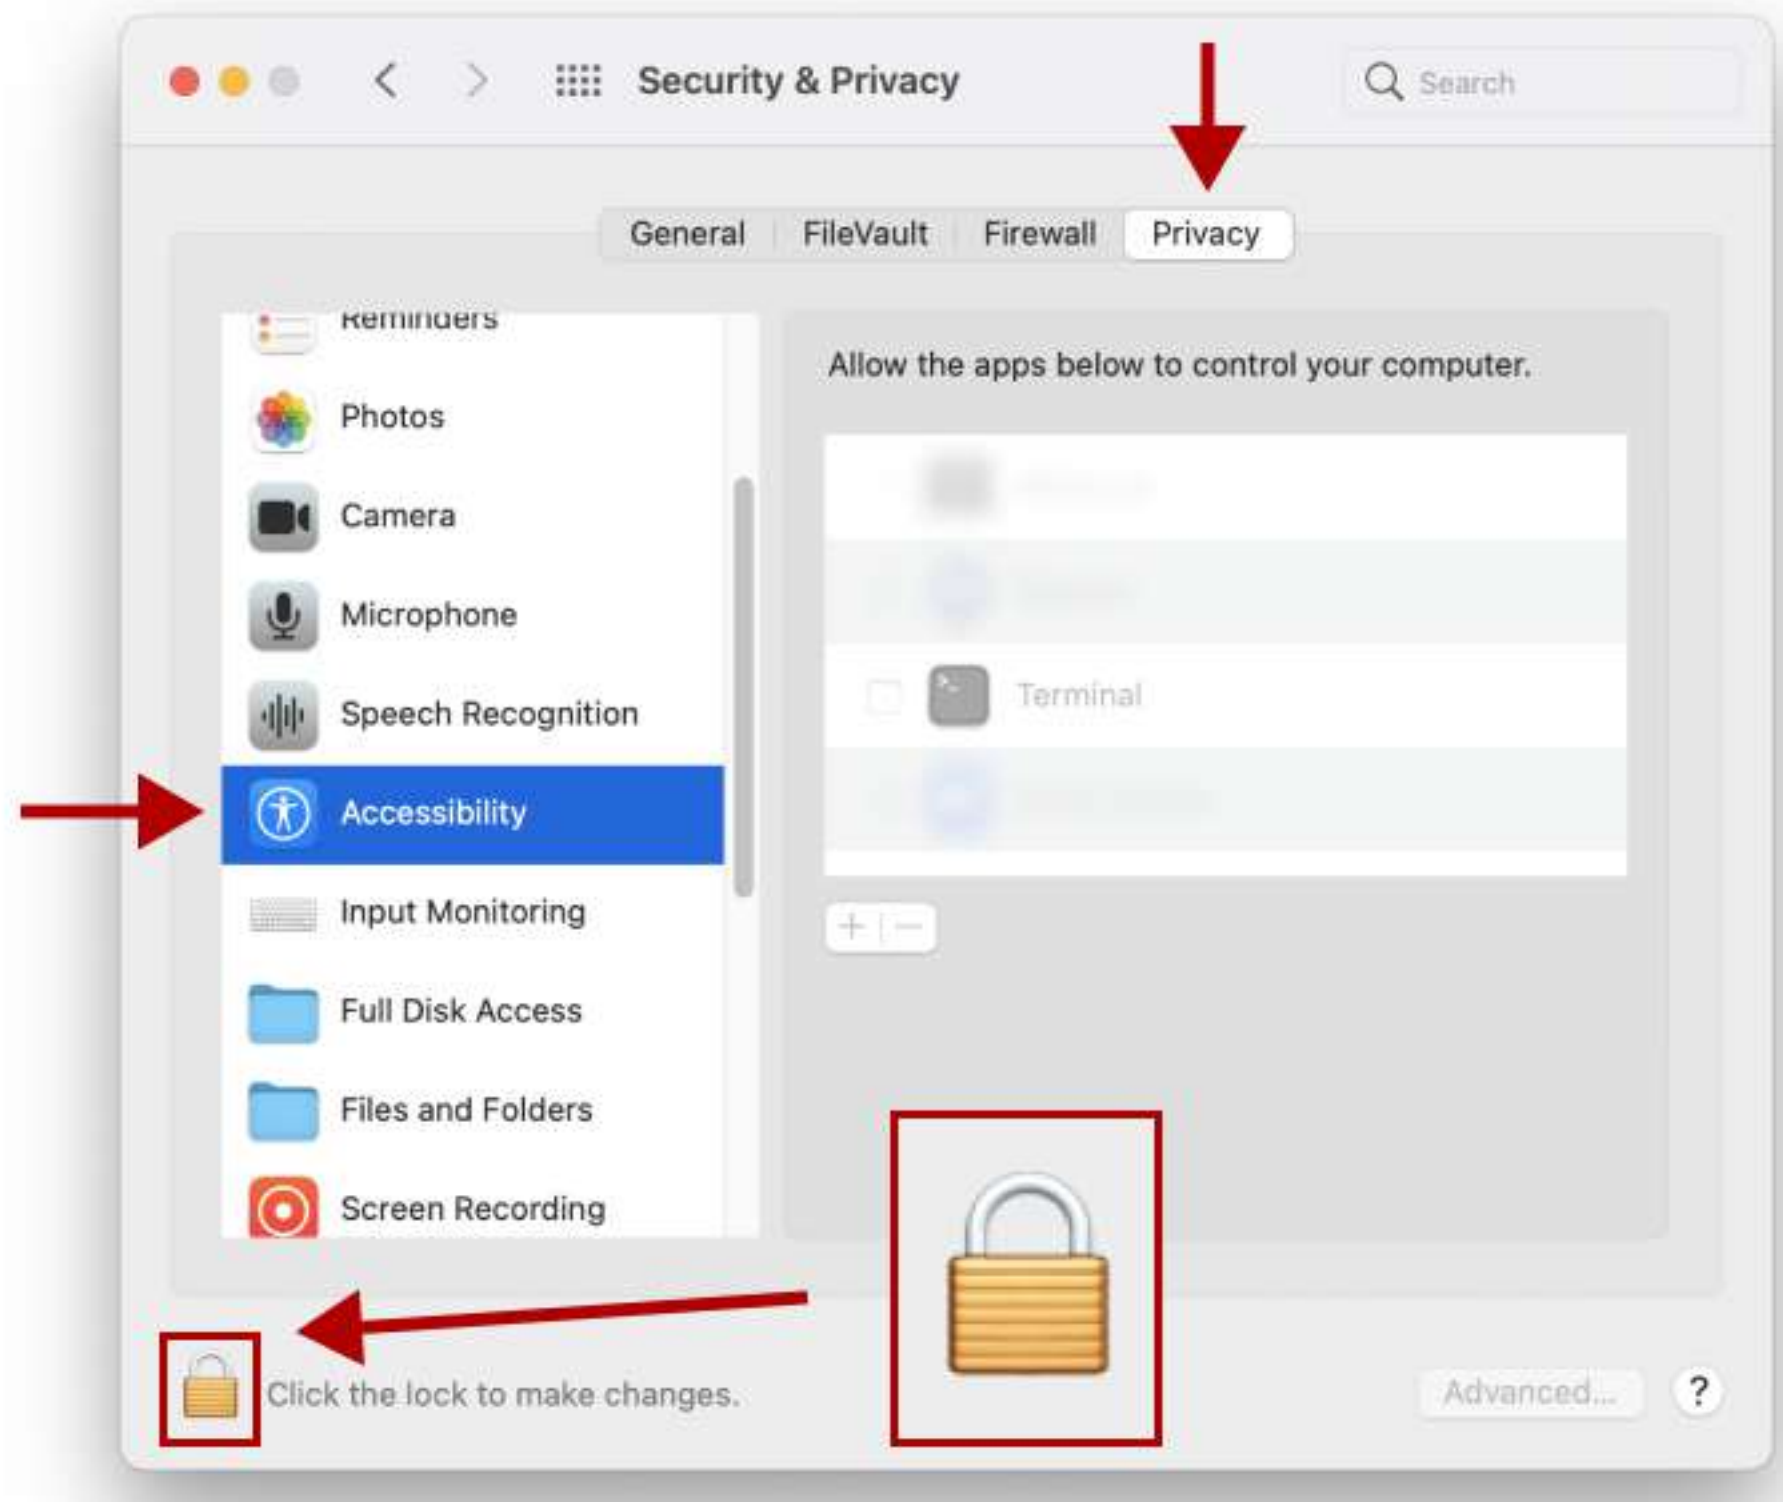 Security & Privacy
Search
General FileVault Firewall Privacy
Reminders
Photos
Camera
Microphone
Speech Recognition
Accessibility
Input Monitoring
Full Disk Access
Files and Folders
Screen Recording
Allow the apps below to control your computer.
Terminal
Click the lock to make changes.
Advanced...
?